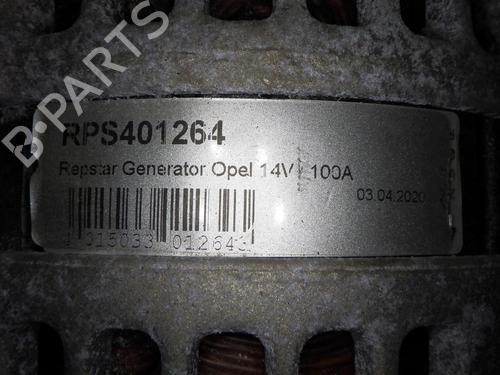 B-PARTS
RPS401264
Repstar Generator Opel 14V 100A
03.04.2020
015033 012643